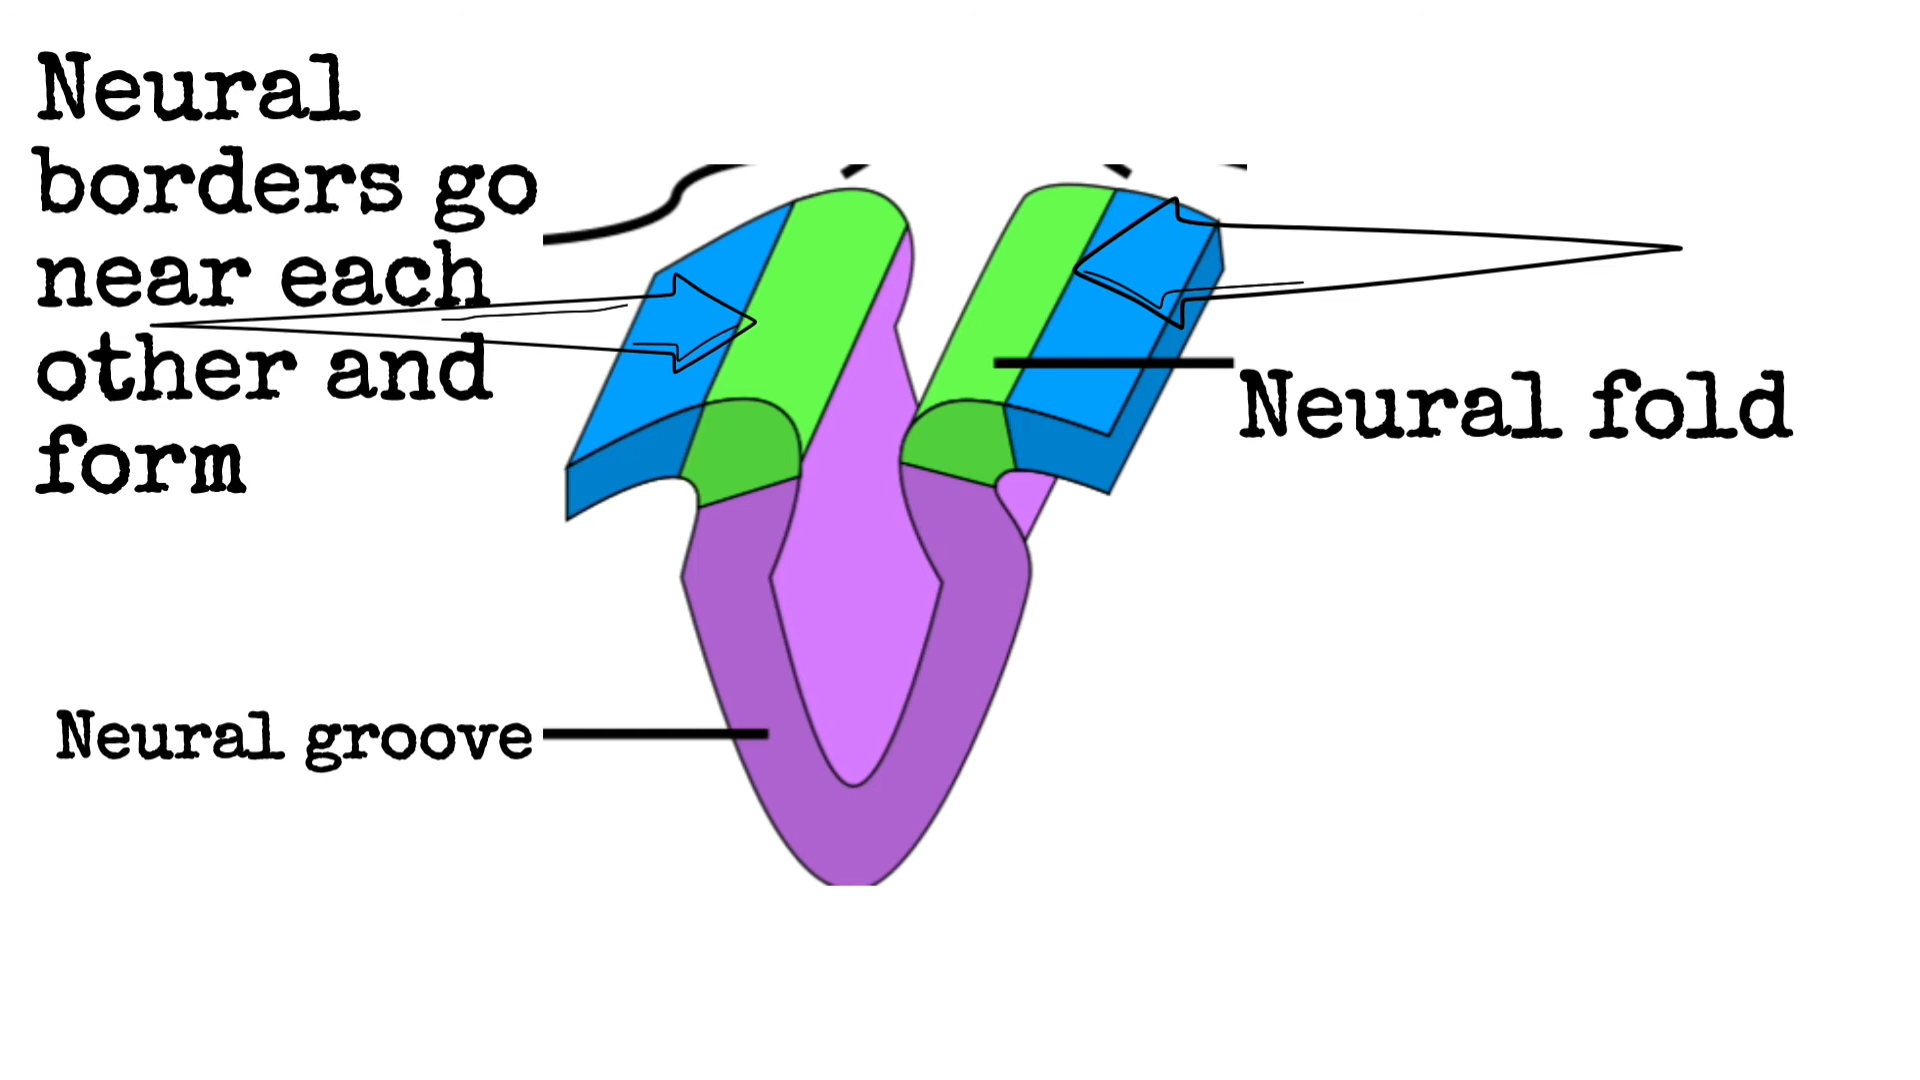 Neural
borders go
near each
other and
form
Neural fold
Neural groove